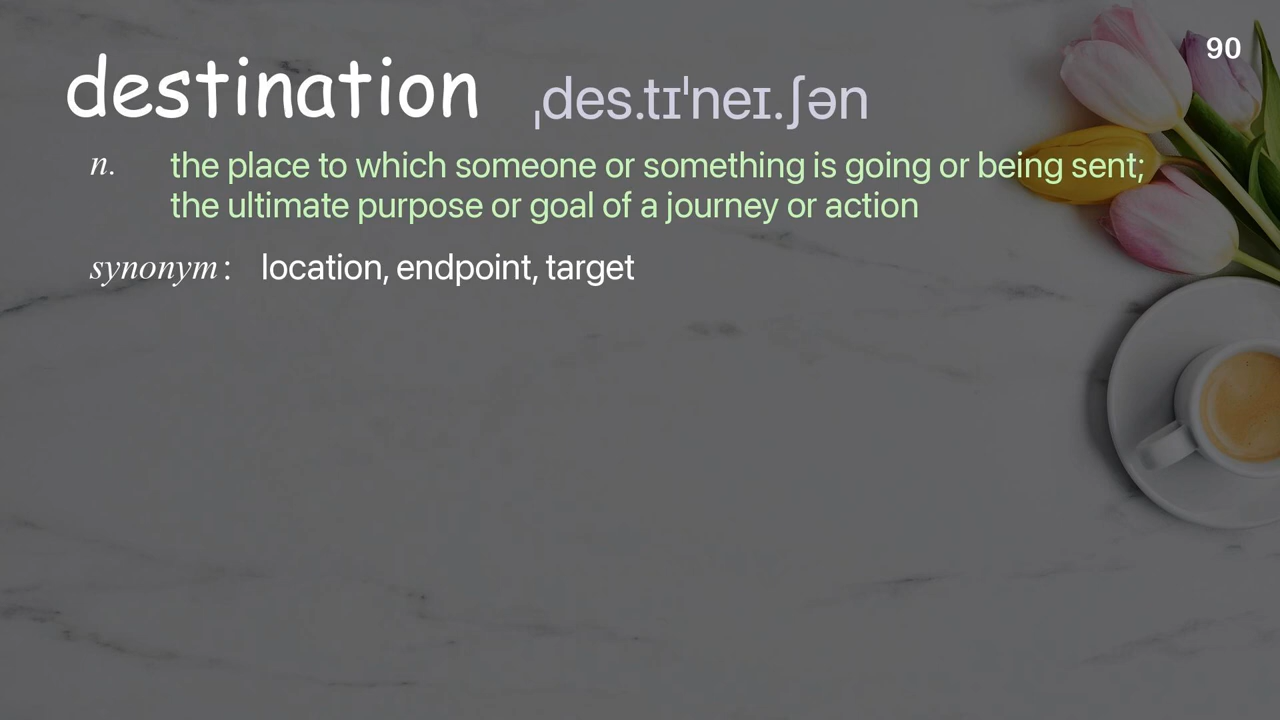 90
destination ˌdes.tɪˈneɪ.ʃən
n. the place to which someone or something is going or being sent;
the ultimate purpose or goal of a journey or action
synonym : location, endpoint, target